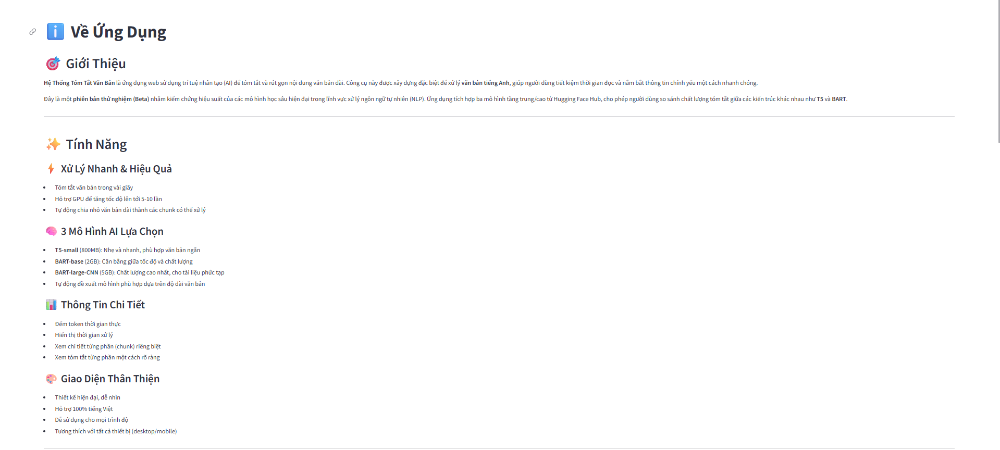 Về Ứng Dụng
Giới Thiệu
Hệ Thống Tóm Tắt Văn Bản là ứng dụng web sử dụng trí tuệ nhân tạo (AI) để tóm tắt và rút gọn nội dung văn bản dài. Công cụ này được xây dựng đặc biệt để xử lý văn bản tiếng Anh, giúp người dùng tiết kiệm thời gian đọc và nắm bắt thông tin chính yếu một cách nhanh chóng.
Đây là một phiên bản thử nghiệm (Beta) nhằm kiểm chứng hiệu suất của các mô hình học sâu hiện đại trong lĩnh vực xử lý ngôn ngữ tự nhiên (NLP). Ứng dụng tích hợp ba mô hình tầng trung/cao từ Hugging Face Hub, cho phép người dùng so sánh chất lượng tóm tắt giữa các kiến trúc khác nhau như T5 và BART.
Tính Năng
Xử Lý Nhanh & Hiệu Quả
• Tóm tắt văn bản trong vài giây
• Hỗ trợ GPU để tăng tốc độ lên tới 5-10 lần
• Tự động chia nhỏ văn bản dài thành các chunk có thể xử lý
3 Mô Hình AI Lựa Chọn
• T5-small (800MB): Nhẹ và nhanh, phù hợp văn bản ngắn
• BART-base (2GB): Cân bằng giữa tốc độ và chất lượng
• BART-large-CNN (5GB): Chất lượng cao nhất, cho tài liệu phức tạp
• Tự động đề xuất mô hình phù hợp dựa trên độ dài văn bản
Thông Tin Chi Tiết
• Đếm token thời gian thực
• Hiển thị thời gian xử lý
• Xem chi tiết từng phần (chunk) riêng biệt
• Xem tóm tắt từng phần một cách rõ ràng
Giao Diện Thân Thiện
• Thiết kế hiện đại, dễ nhìn
• Hỗ trợ 100% tiếng Việt
• Dễ sử dụng cho mọi trình độ
• Tương thích với tất cả thiết bị (desktop/mobile)